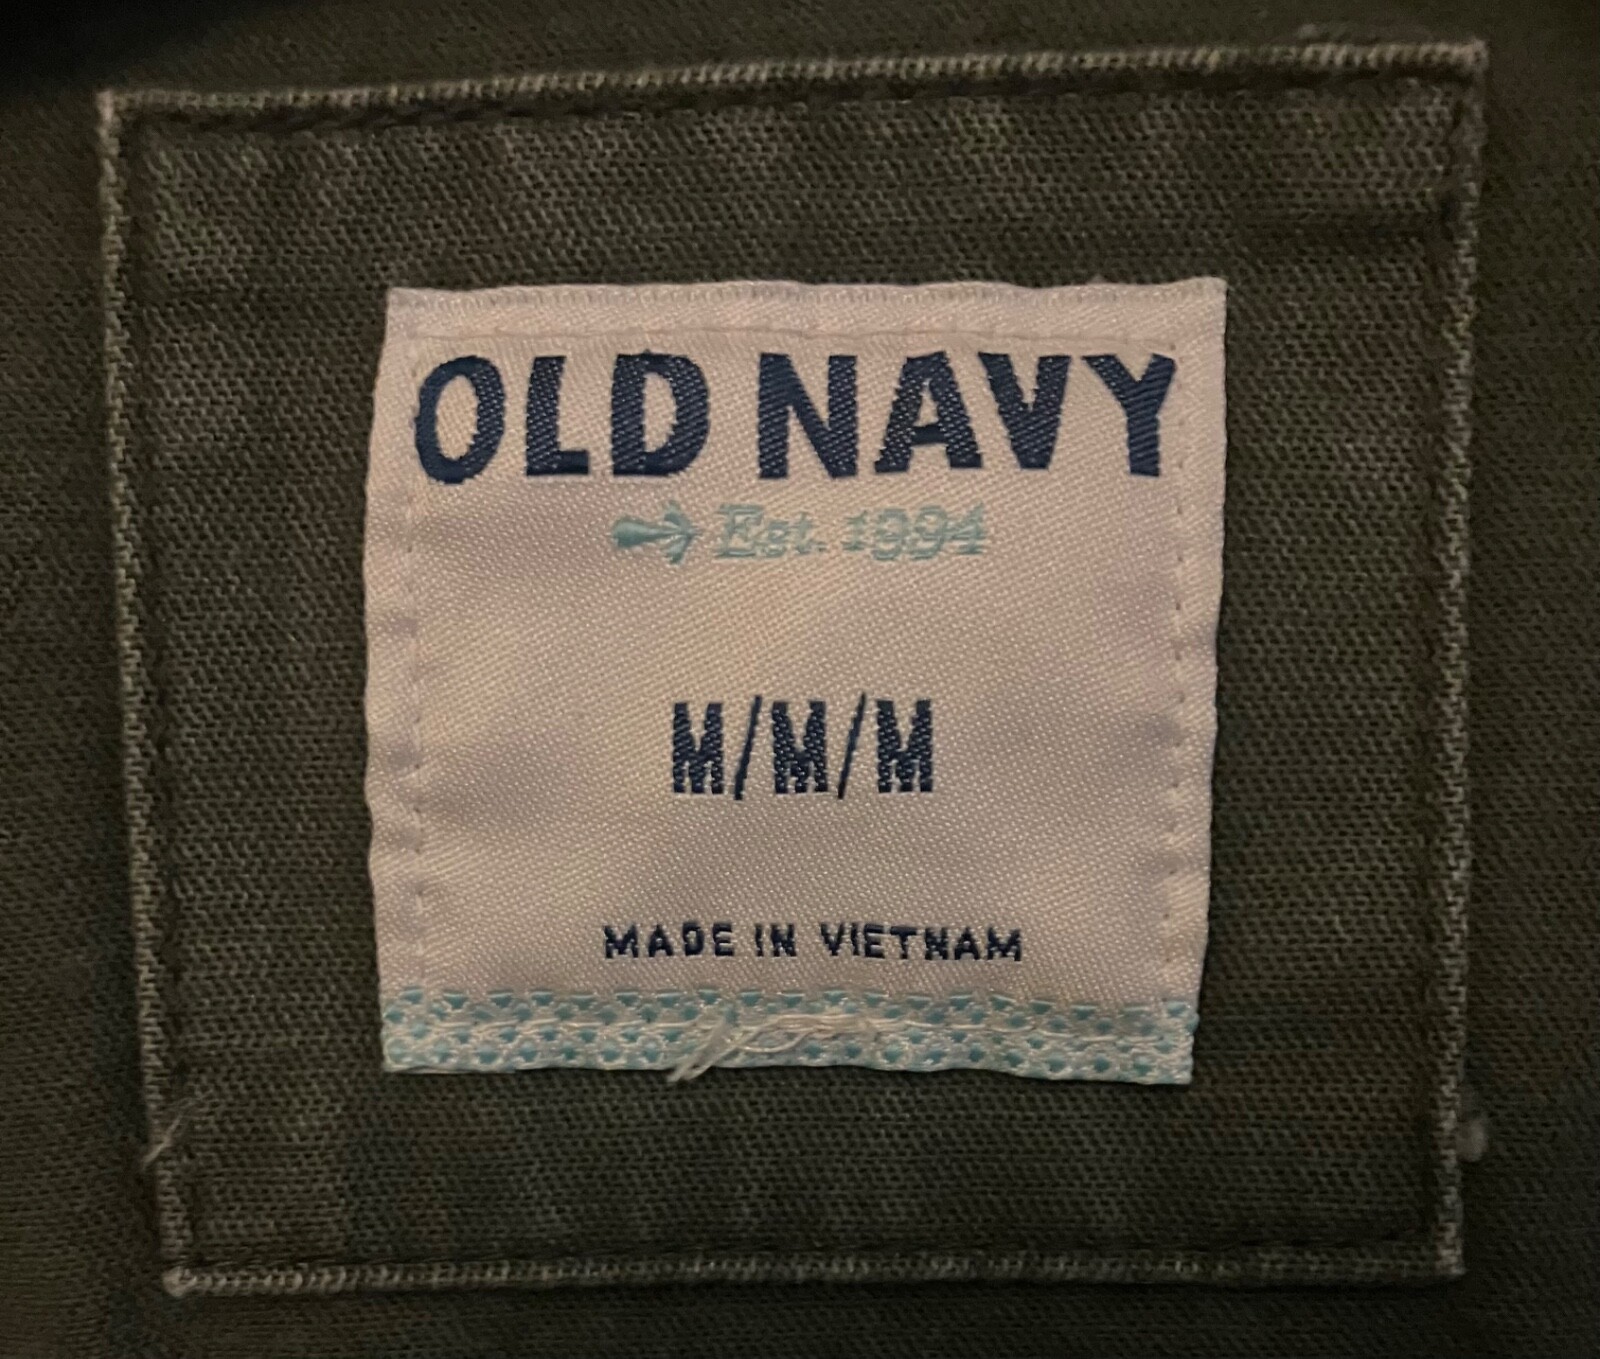 OLD NAVY
Est. 1994
M/M/M
MADE IN VIETNAM